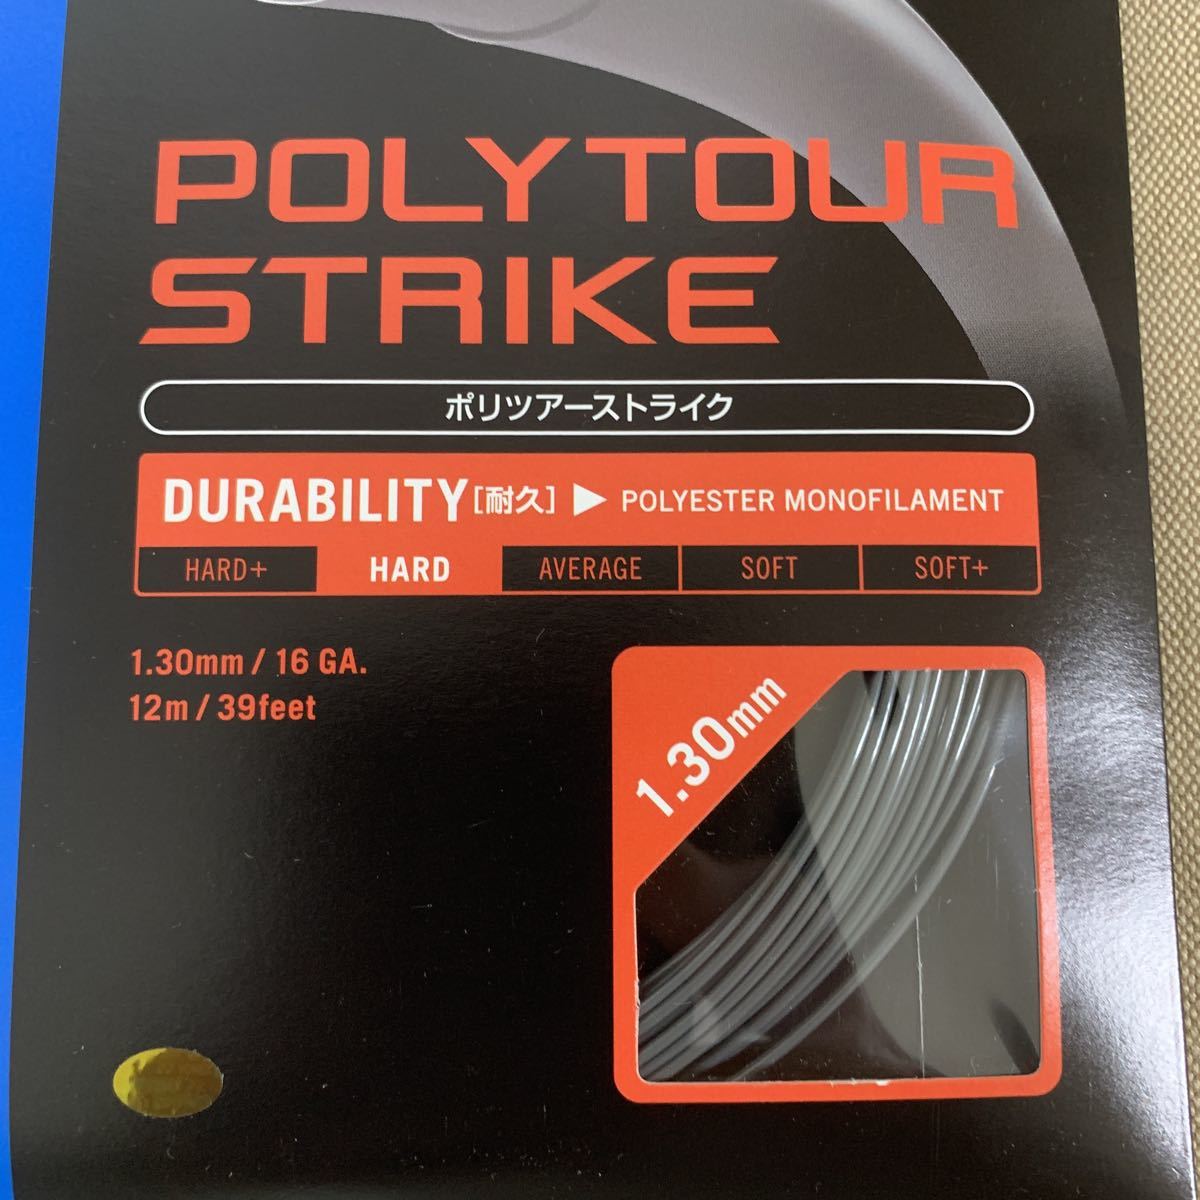 POLYTOUR
STRIKE
ポリツアーストライク
DURABILITY [耐久] ▶ POLYESTER MONOFILAMENT
HARD+ HARD AVERAGE SOFT SOFT+
1.30mm / 16 GA.
12m / 39feet
1.30mm